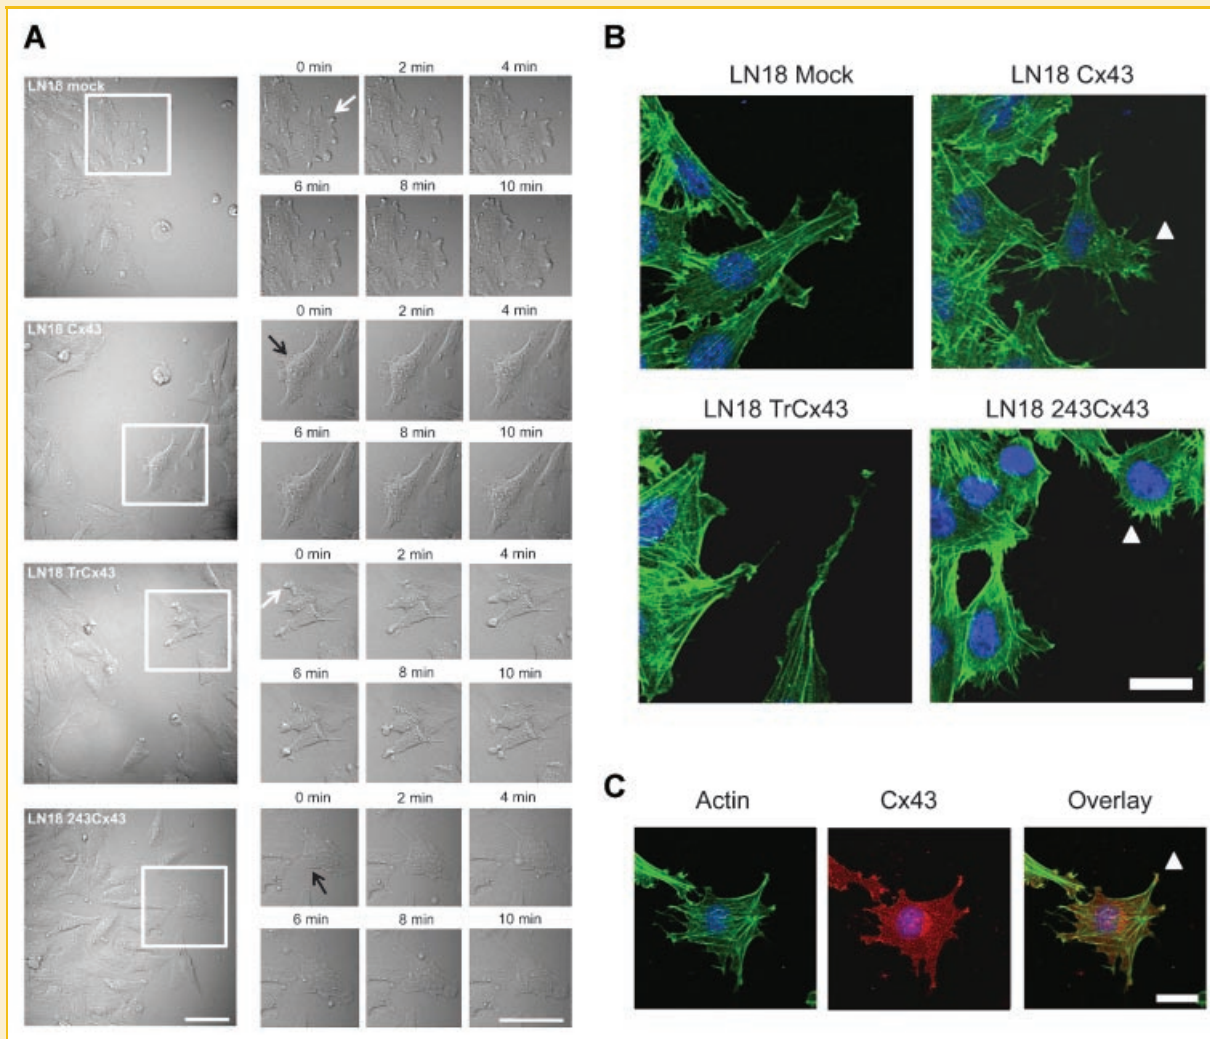 A
LN18 mock
0 min 2 min 4 min
6 min 8 min 10 min
LN18 Cx43
0 min 2 min 4 min
6 min 8 min 10 min
LN18 TrCx43
0 min 2 min 4 min
6 min 8 min 10 min
LN18 243Cx43
0 min 2 min 4 min
6 min 8 min 10 min
B
LN18 Mock LN18 Cx43
LN18 TrCx43 LN18 243Cx43
C
Actin Cx43 Overlay